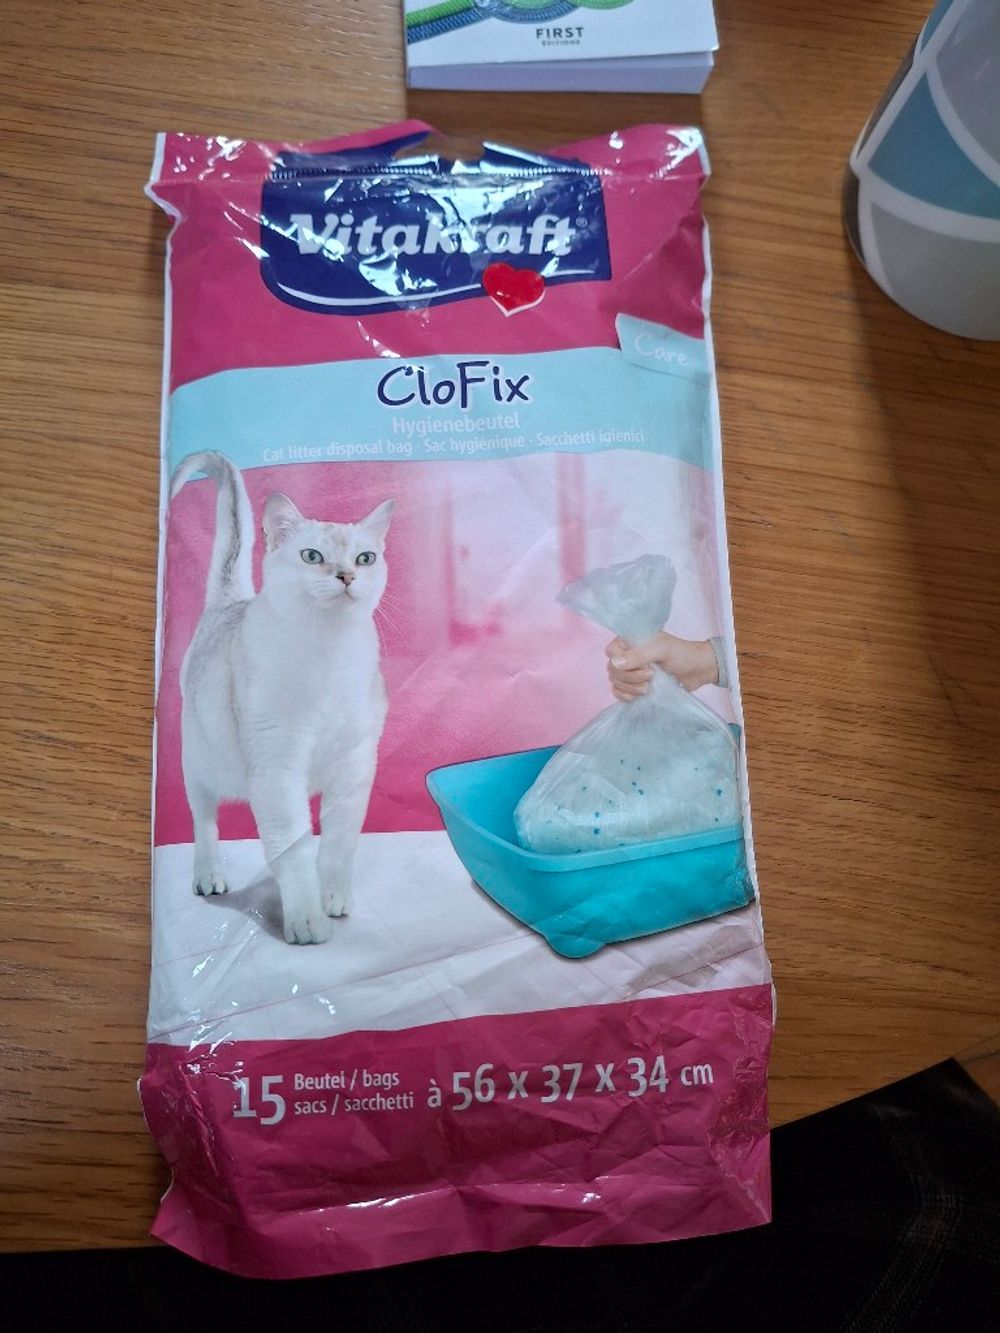 FIRST
EDITIONS
Vitakraft®
Care
CloFix
Hygienebeutel
Cat litter disposal bag · Sac hygiénique · Sacchetti igienici
15 Beutel / bags
sacs / sacchetti à 56 x 37 x 34 cm